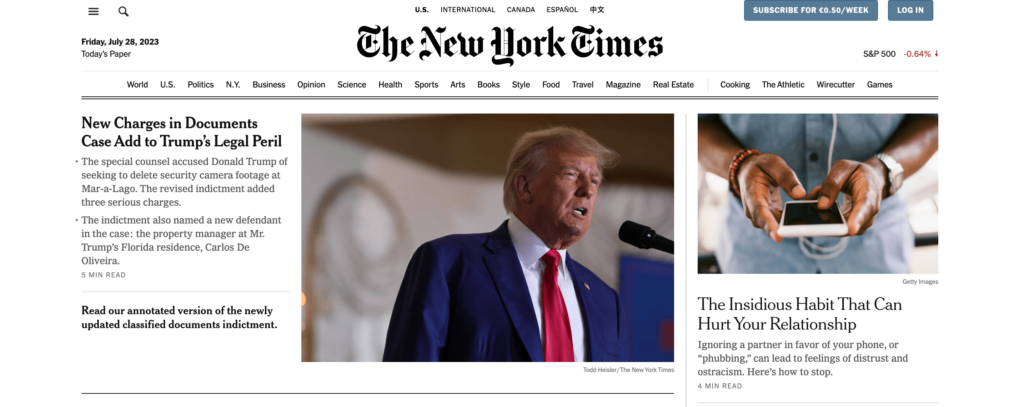 U.S.
INTERNATIONAL
CANADA
ESPAÑOL
中文
SUBSCRIBE FOR €0.50/WEEK
LOG IN
Friday, July 28, 2023
Today's Paper
The New York Times
S&P 500 -0.64% ↓
World
U.S.
Politics
N.Y.
Business
Opinion
Science
Health
Sports
Arts
Books
Style
Food
Travel
Magazine
Real Estate
Cooking
The Athletic
Wirecutter
Games
New Charges in Documents
Case Add to Trump's Legal Peril
• The special counsel accused Donald Trump of
seeking to delete security camera footage at
Mar-a-Lago. The revised indictment added
three serious charges.
• The indictment also named a new defendant
in the case: the property manager at Mr.
Trump's Florida residence, Carlos De
Oliveira.
5 MIN READ
Read our annotated version of the newly
updated classified documents indictment.
Todd Heisler/The New York Times
Getty Images
The Insidious Habit That Can
Hurt Your Relationship
Ignoring a partner in favor of your phone, or
“phubbing,” can lead to feelings of distrust and
ostracism. Here's how to stop.
4 MIN READ